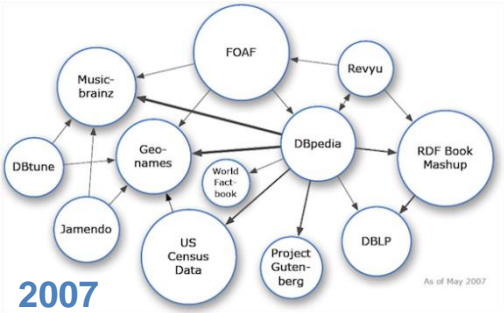 FOAF
Music-
brainz
Revyu
DBpedia
Geo-
names
RDF Book
Mashup
DBtune
World
Fact-
book
Jamendo
US
Census
Data
Project
Guten-
berg
DBLP
As of May 2007
2007